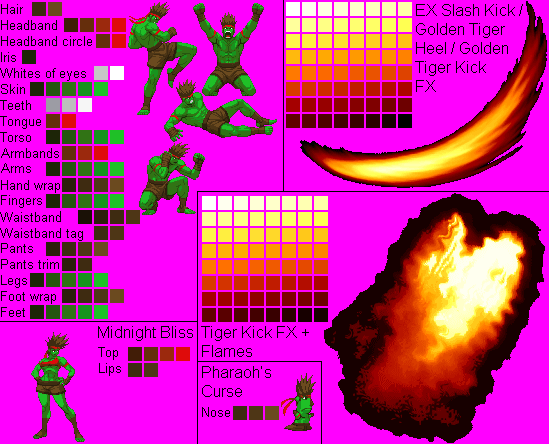 Hair
Headband
Headband circle
Iris
Whites of eyes
Skin
Teeth
Tongue
Torso
Armbands
Arms
Hand wrap
Fingers
Waistband
Waistband tag
Pants
Pants trim
Legs
Foot wrap
Feet
EX Slash Kick /
Golden Tiger
Heel / Golden
Tiger Kick
FX
Midnight Bliss
Top
Lips
Tiger Kick FX +
Flames
Pharaoh's
Curse
Nose